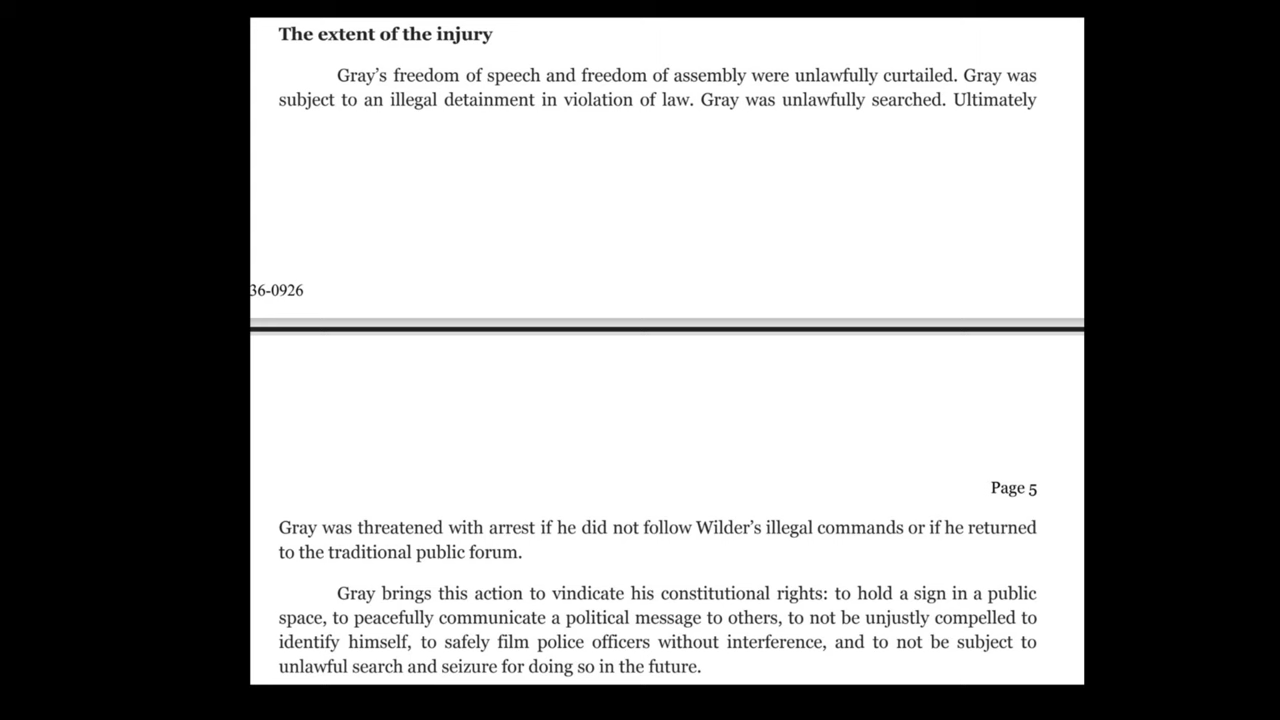 The extent of the injury
Gray’s freedom of speech and freedom of assembly were unlawfully curtailed. Gray was
subject to an illegal detainment in violation of law. Gray was unlawfully searched. Ultimately
36-0926
Page 5
Gray was threatened with arrest if he did not follow Wilder’s illegal commands or if he returned
to the traditional public forum.
Gray brings this action to vindicate his constitutional rights: to hold a sign in a public
space, to peacefully communicate a political message to others, to not be unjustly compelled to
identify himself, to safely film police officers without interference, and to not be subject to
unlawful search and seizure for doing so in the future.